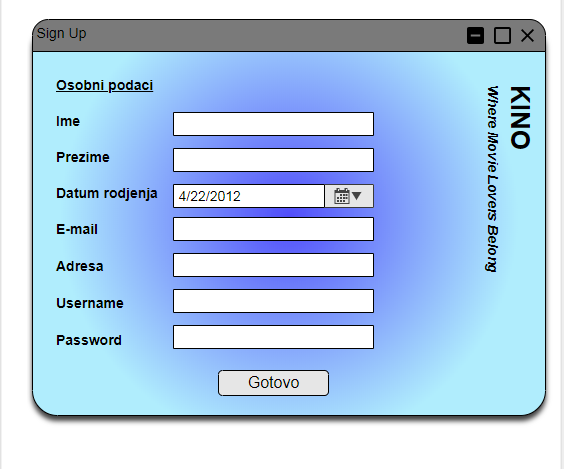 Sign Up
Osobni podaci
Ime
Prezime
Datum rodjenja
4/22/2012
E-mail
Adresa
Username
Password
Gotovo
KINO
Where Movie Lovers Belong